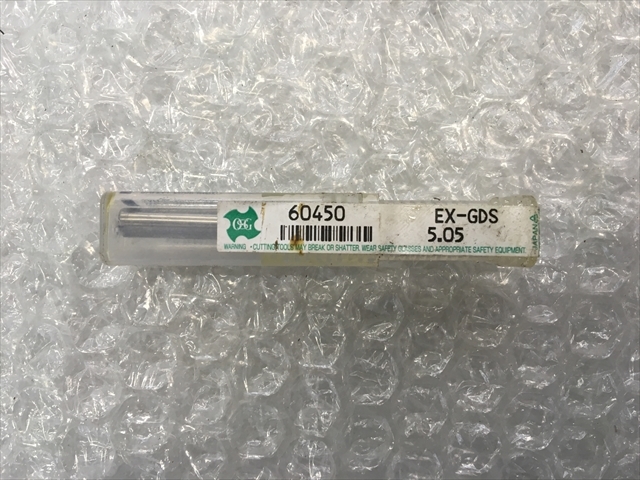 OSG
60450
EX-GDS
5.05
WARNING - CUTTING TOOLS MAY BREAK OR SHATTER, WEAR SAFELY GLASSES AND APPROPRIATE SAFETY EQUIPMENT.
JAPAN